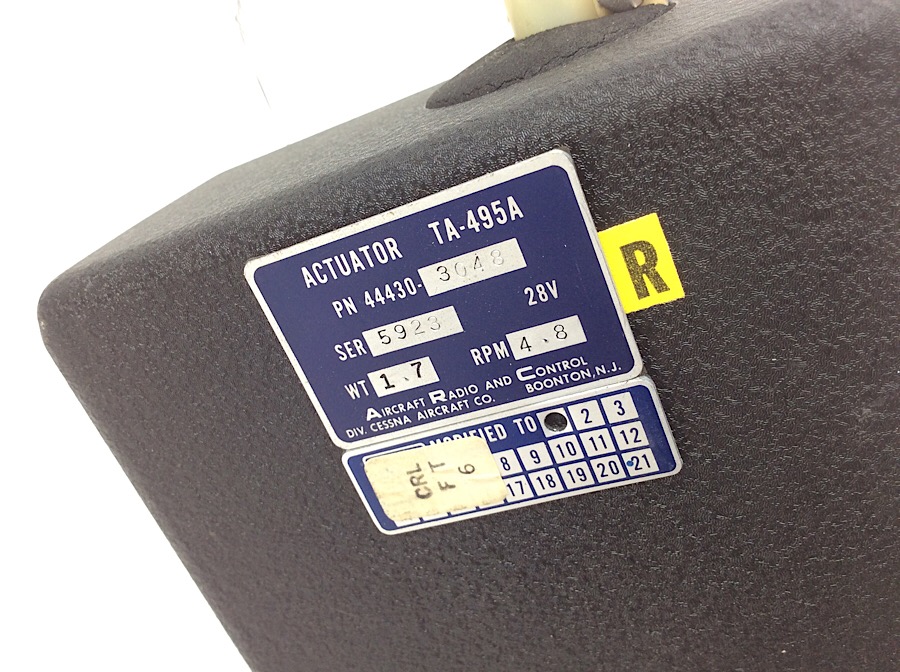 ACTUATOR TA-495A
PN 44430-3048
28V
SER 5923
WT 1.7 RPM 4.8
AIRCRAFT RADIO AND CONTROL
DIV. CESSNA AIRCRAFT CO. BOONTON, N.J.
R
MODIFIED TO 2 3
8 9 10 11 12
17 18 19 20 21
CRL
FT
6